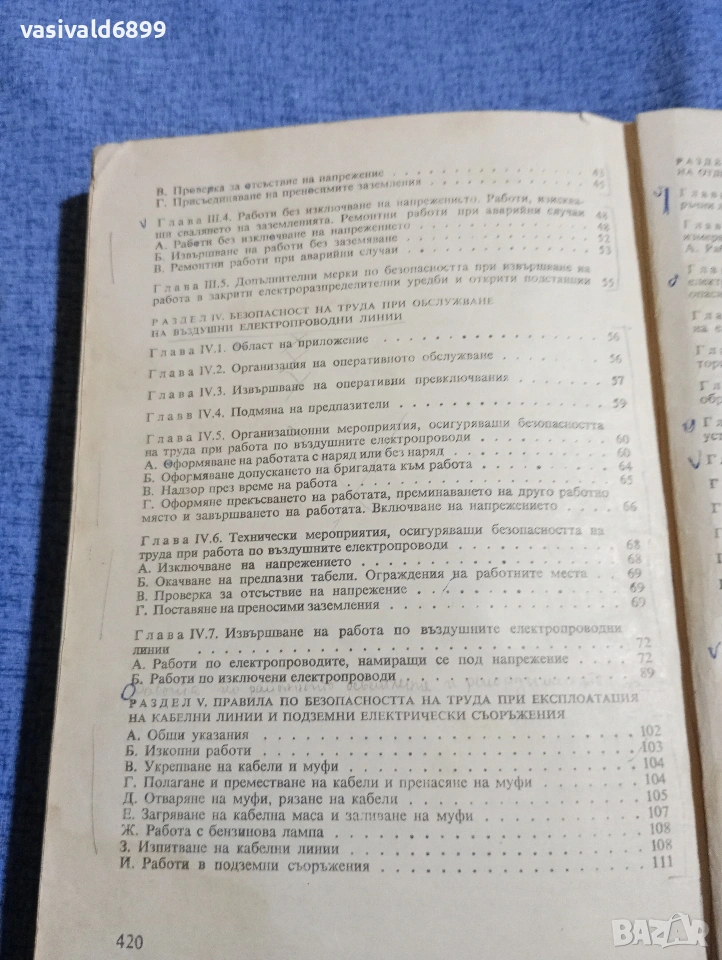 vasivald6899
В. Проверка за отсъствие на напрежение . . . 45
Г. Присъединяване на преносимите заземления . . . 46
Глава III.4. Работи без изключване на напрежението. Работи, изисква-
щи свалянето на заземленията. Ремонтни работи при аварийни случаи 48
А. Работи без изключване на напрежението . . . 48
Б. Извършване на работи без заземяване . . . 52
В. Ремонтни работи при аварийни случаи . . . 53
Глава III.5. Допълнителни мерки по безопасността при извършване на
работа в закрити електроразпределителни уредби и открити подстанции 55
РАЗДЕЛ IV. БЕЗОПАСНОСТ НА ТРУДА ПРИ ОБСЛУЖВАНЕ
НА ВЪЗДУШНИ ЕЛЕКТРОПРОВОДНИ ЛИНИИ
Глава IV.1. Област на приложение . . . 56
Глава IV.2. Организация на оперативното обслужване . . . 56
Глава IV.3. Извършване на оперативни превключвания . . . 57
Глава IV.4. Подмяна на предпазители . . . 59
Глава IV.5. Организационни мероприятия, осигуряващи безопасността
на труда при работа по въздушните електропроводи . . . 60
А. Оформяване на работата с наряд или без наряд . . . 60
Б. Оформяване допускането на бригадата към работа . . . 64
В. Надзор през време на работа . . . 65
Г. Оформяне прекъсването на работата, преминаването на друго работно
място и завършването на работата. Включване на напрежението . . . 66
Глава IV.6. Технически мероприятия, осигуряващи безопасността на
труда при работа по въздушните електропроводи . . . 68
А. Изключване на напрежението . . . 68
Б. Окачване на предпазни табели. Ограждения на работните места . . 69
В. Проверка за отсъствие на напрежение . . . 69
Г. Поставяне на преносими заземления . . . 69
Глава IV.7. Извършване на работа по въздушните електропроводни
линии . . . 72
А. Работи по електропроводите, намиращи се под напрежение . . . 72
Б. Работи по изключени електропроводи . . . 89
РАЗДЕЛ V. ПРАВИЛА ПО БЕЗОПАСНОСТТА НА ТРУДА ПРИ ЕКСПЛОАТАЦИЯ
НА КАБЕЛНИ ЛИНИИ И ПОДЗЕМНИ ЕЛЕКТРИЧЕСКИ СЪОРЪЖЕНИЯ
А. Общи указания . . . 102
Б. Изкопни работи . . . 103
В. Укрепване на кабели и муфи . . . 104
Г. Полагане и преместване на кабели и пренасяне на муфи . . . 104
Д. Отваряне на муфи, рязане на кабели . . . 105
Е. Загряване на кабелна маса и заливане на муфи . . . 107
Ж. Работа с бензинова лампа . . . 108
З. Изпитване на кабелни линии . . . 108
И. Работи в подземни съоръжения . . . 111
420
BAZAR